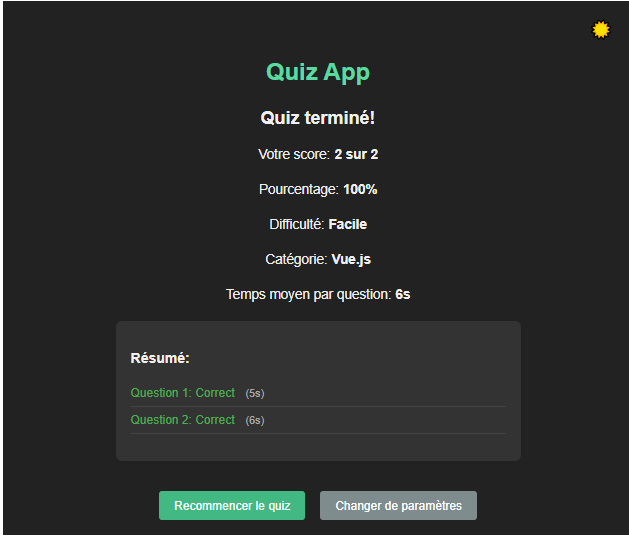 Quiz App
Quiz terminé!
Votre score: 2 sur 2
Pourcentage: 100%
Difficulté: Facile
Catégorie: Vue.js
Temps moyen par question: 6s
Résumé:
Question 1: Correct (5s)
Question 2: Correct (6s)
Recommencer le quiz
Changer de paramètres